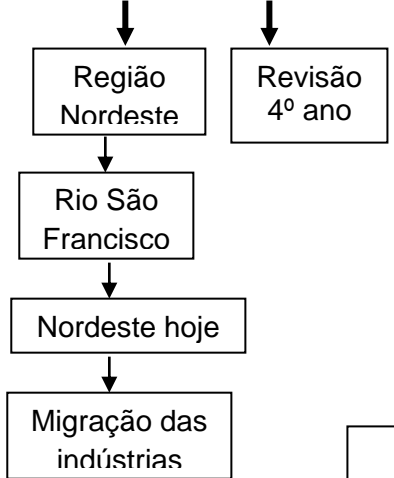 Região
Nordeste
Revisão
4º ano
Rio São
Francisco
Nordeste hoje
Migração das
indústrias